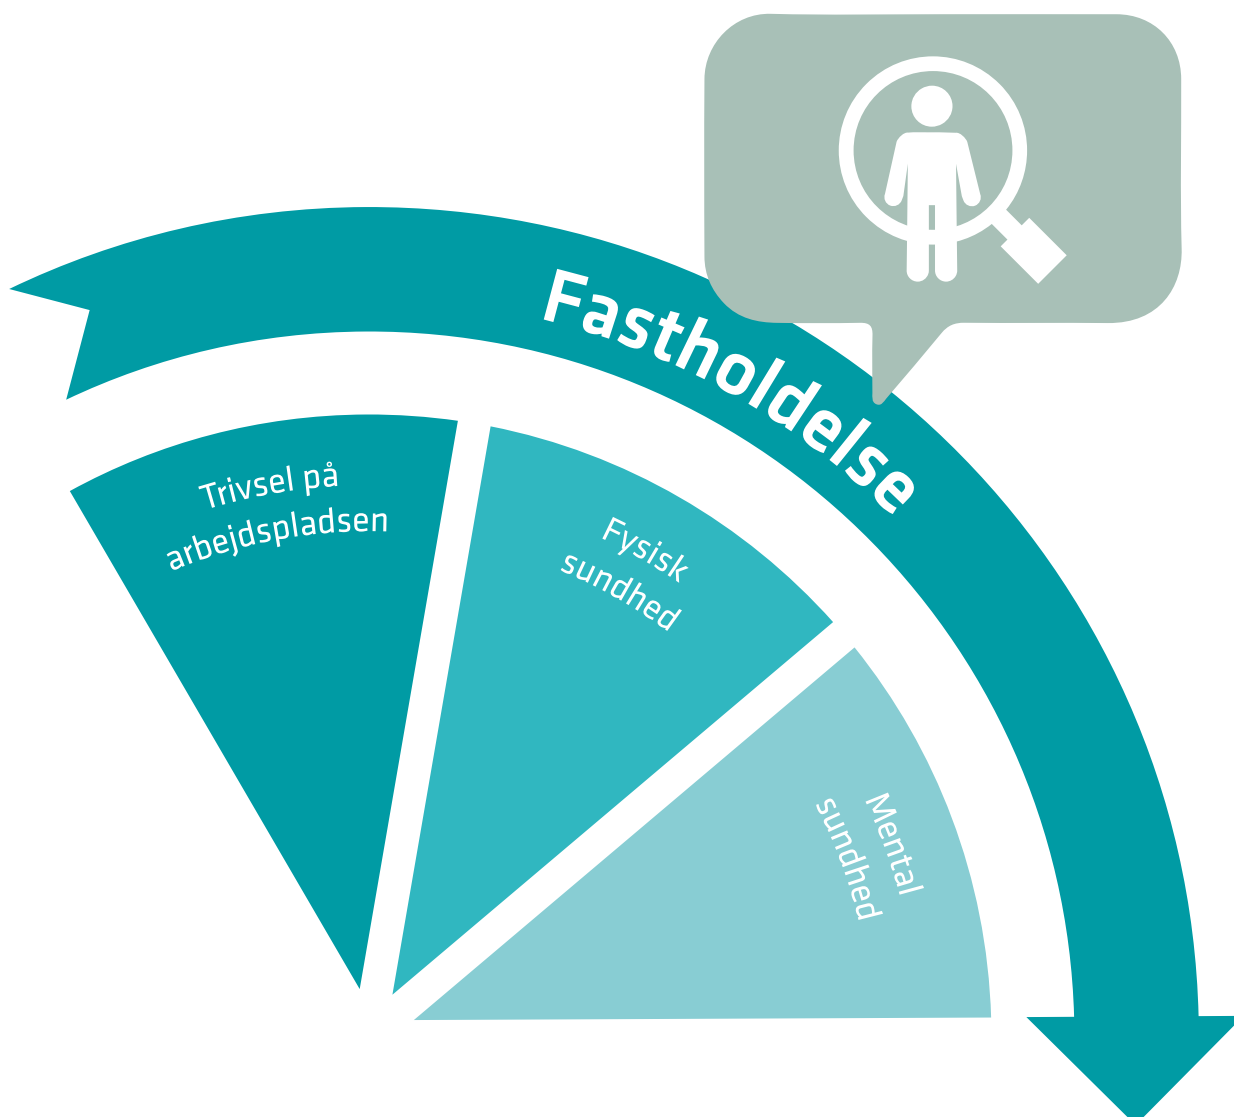 Fastholdelse
Trivsel på
arbejdspladsen
Fysisk
sundhed
Mental
sundhed